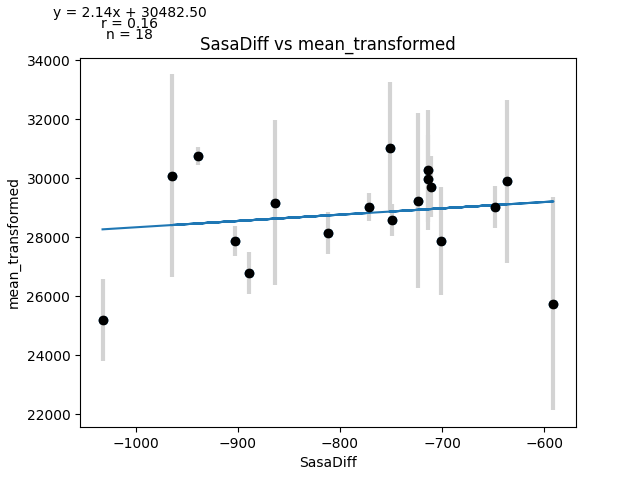 y = 2.14x + 30482.50
r = 0.16
n = 18
SasaDiff vs mean_transformed
34000
32000
30000
28000
26000
24000
22000
mean_transformed
−1000
−900
−800
−700
−600
SasaDiff